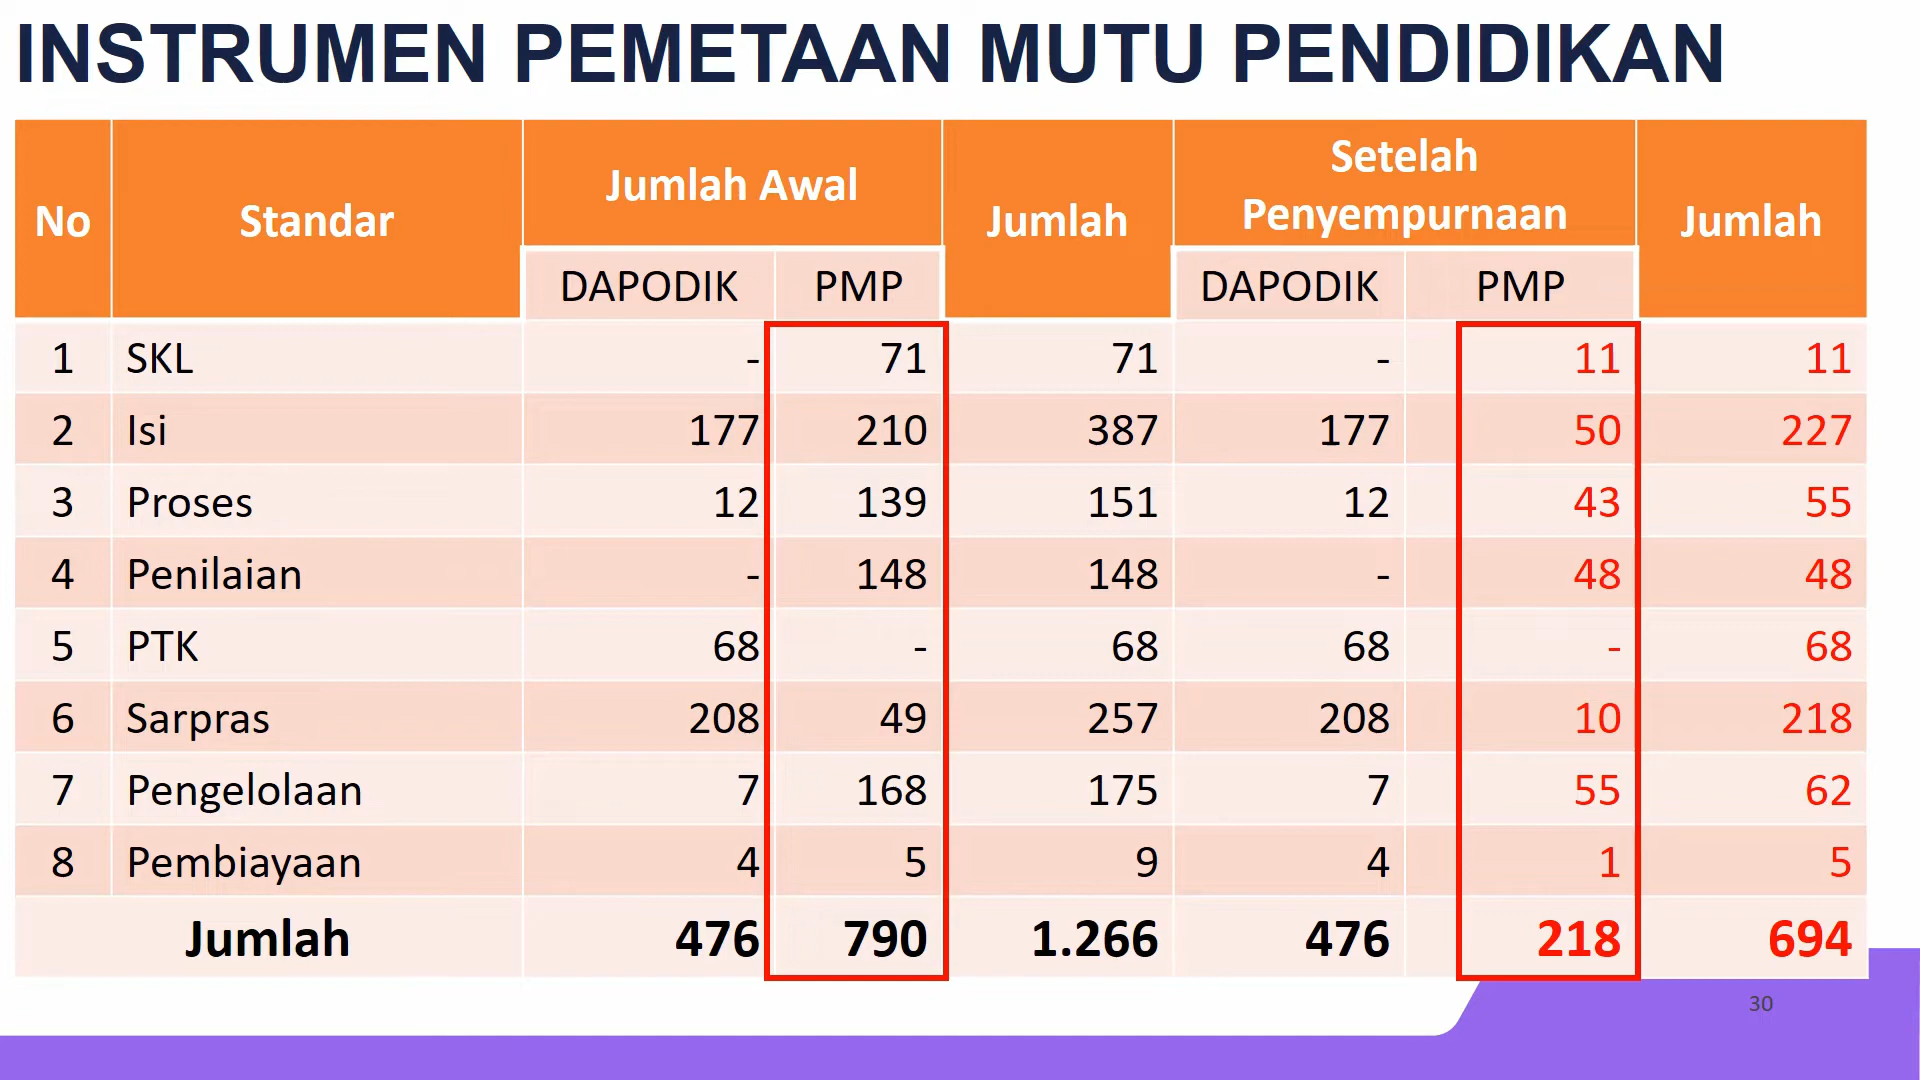 INSTRUMEN PEMETAAN MUTU PENDIDIKAN
No Standar Jumlah Awal Jumlah Setelah Penyempurnaan Jumlah
DAPODIK PMP DAPODIK PMP
1 SKL - 71 71 - 11 11
2 Isi 177 210 387 177 50 227
3 Proses 12 139 151 12 43 55
4 Penilaian - 148 148 - 48 48
5 PTK 68 - 68 68 - 68
6 Sarpras 208 49 257 208 10 218
7 Pengelolaan 7 168 175 7 55 62
8 Pembiayaan 4 5 9 4 1 5
Jumlah 476 790 1.266 476 218 694
30